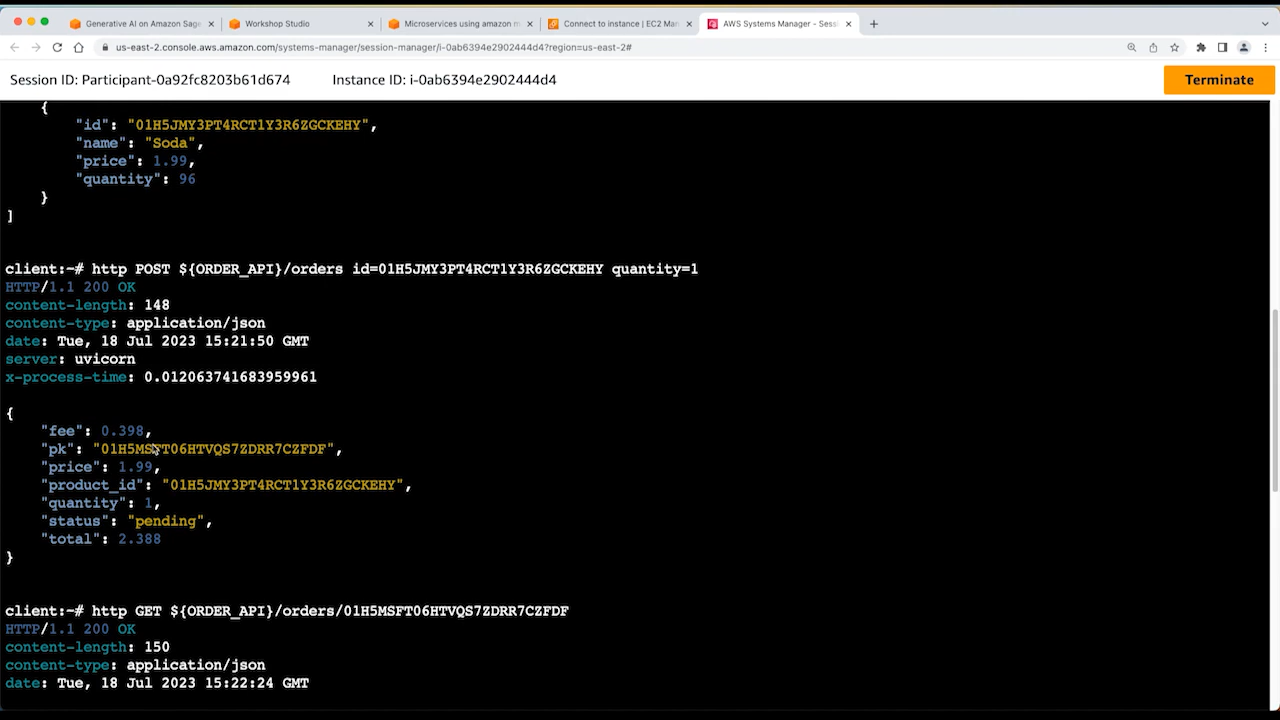 Generative AI on Amazon Sage
Workshop Studio
Microservices using amazon m
Connect to instance | EC2 Man
AWS Systems Manager - Sess
us-east-2.console.aws.amazon.com/systems-manager/session-manager/i-0ab6394e2902444d4?region=us-east-2#
Session ID: Participant-0a92fc8203b61d674
Instance ID: i-0ab6394e2902444d4
Terminate
{
"id": "01H5JMY3PT4RCT1Y3R6ZGCKEHY",
"name": "Soda",
"price": 1.99,
"quantity": 96
}
]
client:~# http POST ${ORDER_API}/orders id=01H5JMY3PT4RCT1Y3R6ZGCKEHY quantity=1
HTTP/1.1 200 OK
content-length: 148
content-type: application/json
date: Tue, 18 Jul 2023 15:21:50 GMT
server: uvicorn
x-process-time: 0.012063741683959961
{
"fee": 0.398,
"pk": "01H5MSFT06HTVQS7ZDRR7CZFDF",
"price": 1.99,
"product_id": "01H5JMY3PT4RCT1Y3R6ZGCKEHY",
"quantity": 1,
"status": "pending",
"total": 2.388
}
client:~# http GET ${ORDER_API}/orders/01H5MSFT06HTVQS7ZDRR7CZFDF
HTTP/1.1 200 OK
content-length: 150
content-type: application/json
date: Tue, 18 Jul 2023 15:22:24 GMT